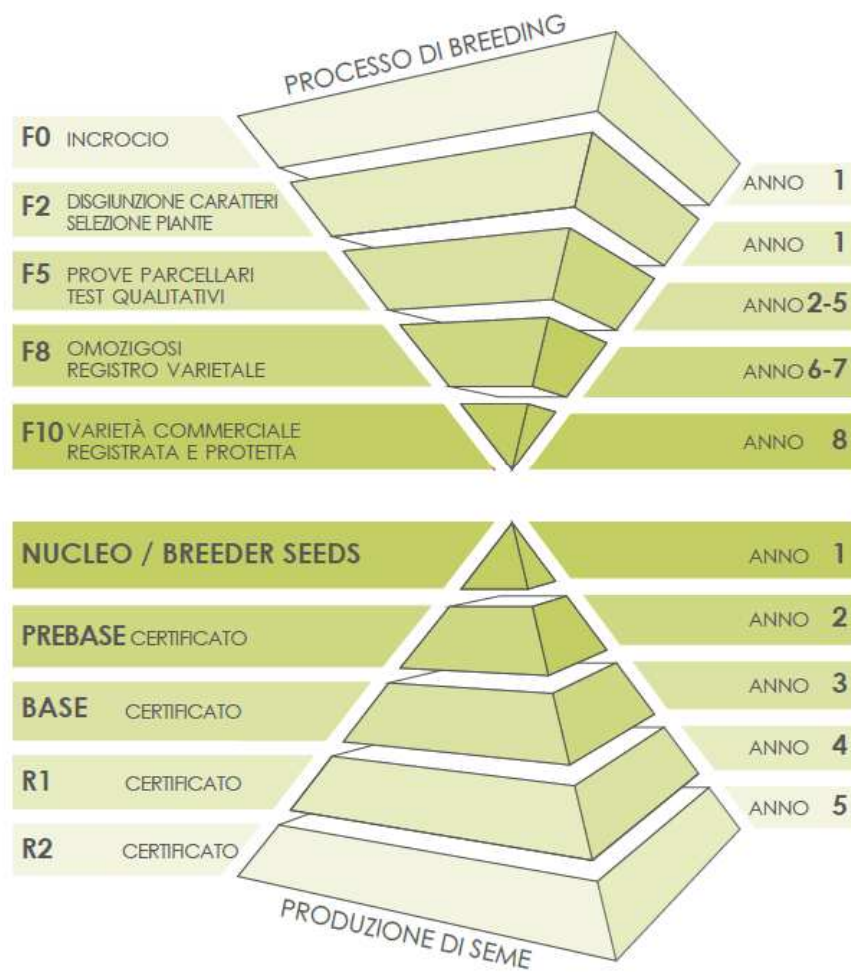 PROCESSO DI BREEDING
F0 INCROCIO
ANNO 1
F2 DISGIUNZIONE CARATTERI
SELEZIONE PIANTE
ANNO 1
F5 PROVE PARCELLARI
TEST QUALITATIVI
ANNO 2-5
F8 OMOZIGOSI
REGISTRO VARIETALE
ANNO 6-7
F10 VARIETÀ COMMERCIALE
REGISTRATA E PROTETTA
ANNO 8
NUCLEO / BREEDER SEEDS
ANNO 1
PREBASE CERTIFICATO
ANNO 2
BASE CERTIFICATO
ANNO 3
R1 CERTIFICATO
ANNO 4
R2 CERTIFICATO
ANNO 5
PRODUZIONE DI SEME